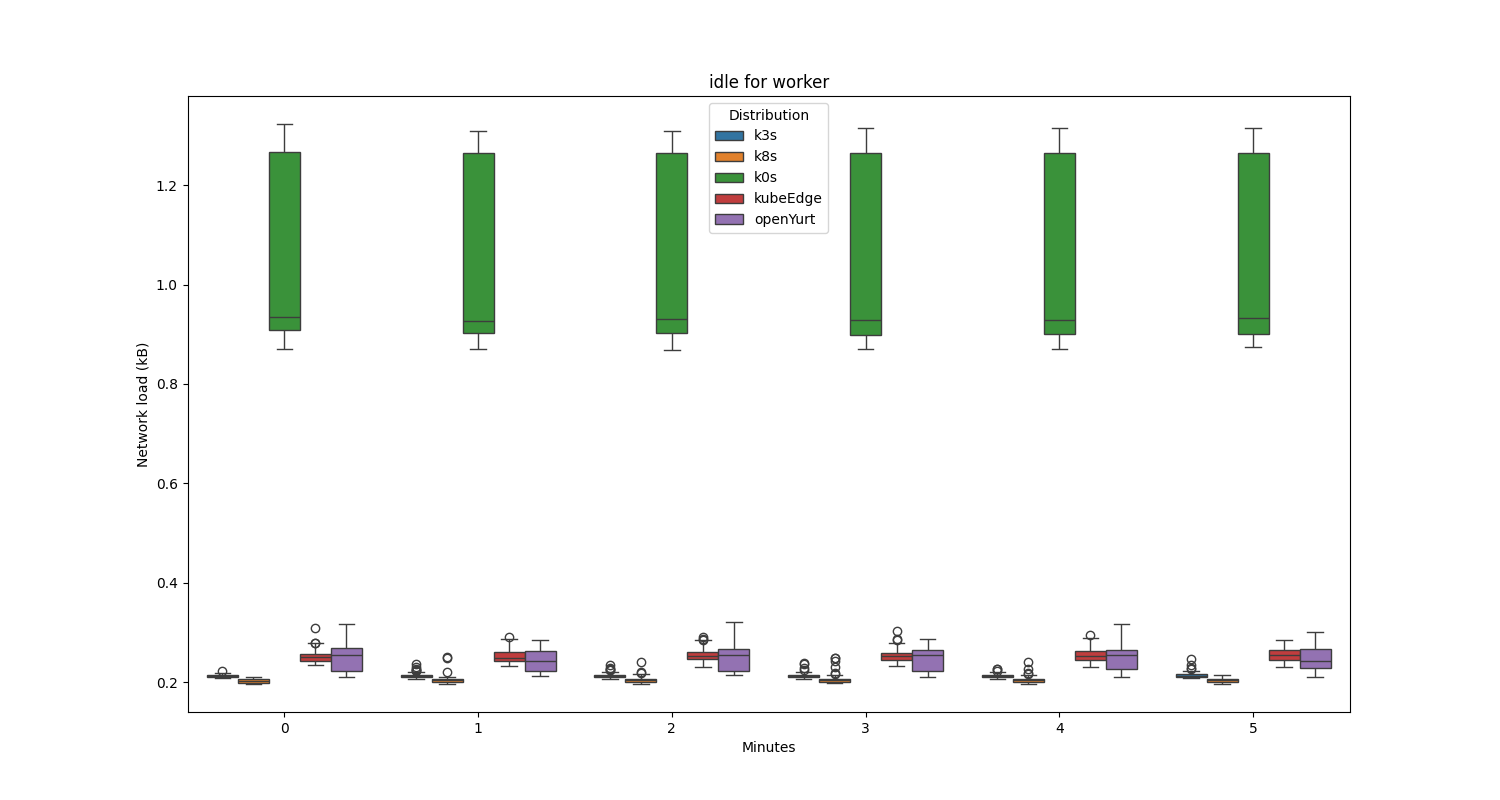 idle for worker
Distribution
k3s
k8s
k0s
kubeEdge
openYurt
Network load (kB)
1.2
1.0
0.8
0.6
0.4
0.2
0
1
2
3
4
5
Minutes